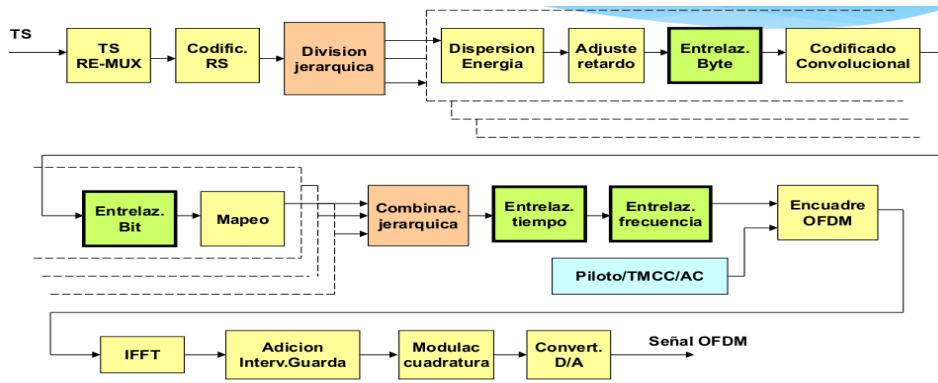 TS
TS
RE-MUX
Codific.
RS
Division
jerarquica
Dispersion
Energia
Adjuste
retardo
Entrelaz.
Byte
Codificado
Convolucional
Entrelaz.
Bit
Mapeo
Combinac.
jerarquica
Entrelaz.
tiempo
Entrelaz.
frecuencia
Encuadre
OFDM
Piloto/TMCC/AC
IFFT
Adicion
Interv.Guarda
Modulac
cuadratura
Convert.
D/A
Señal OFDM